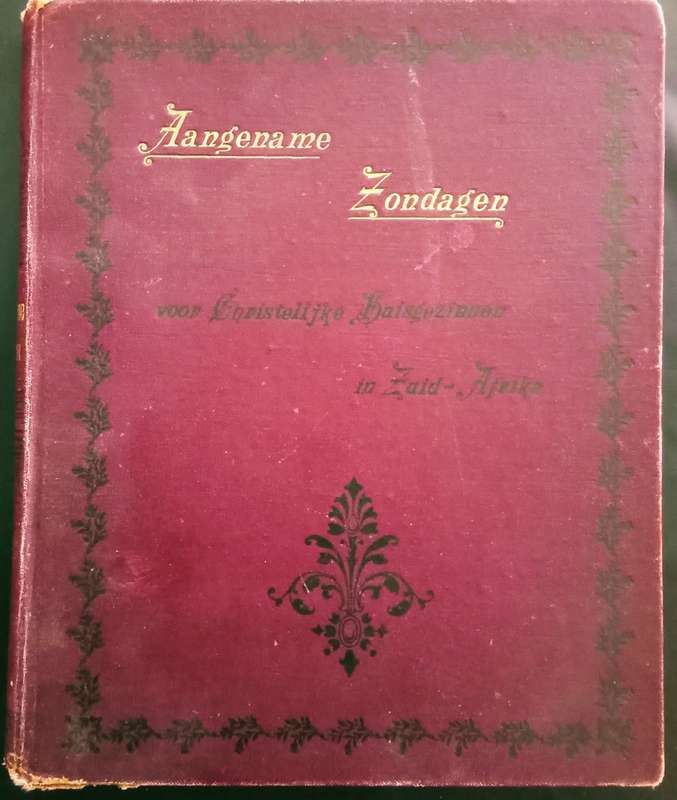 Aangename
Zondagen
voor Christelijke Huisgezinnen
in Zuid-Afrika